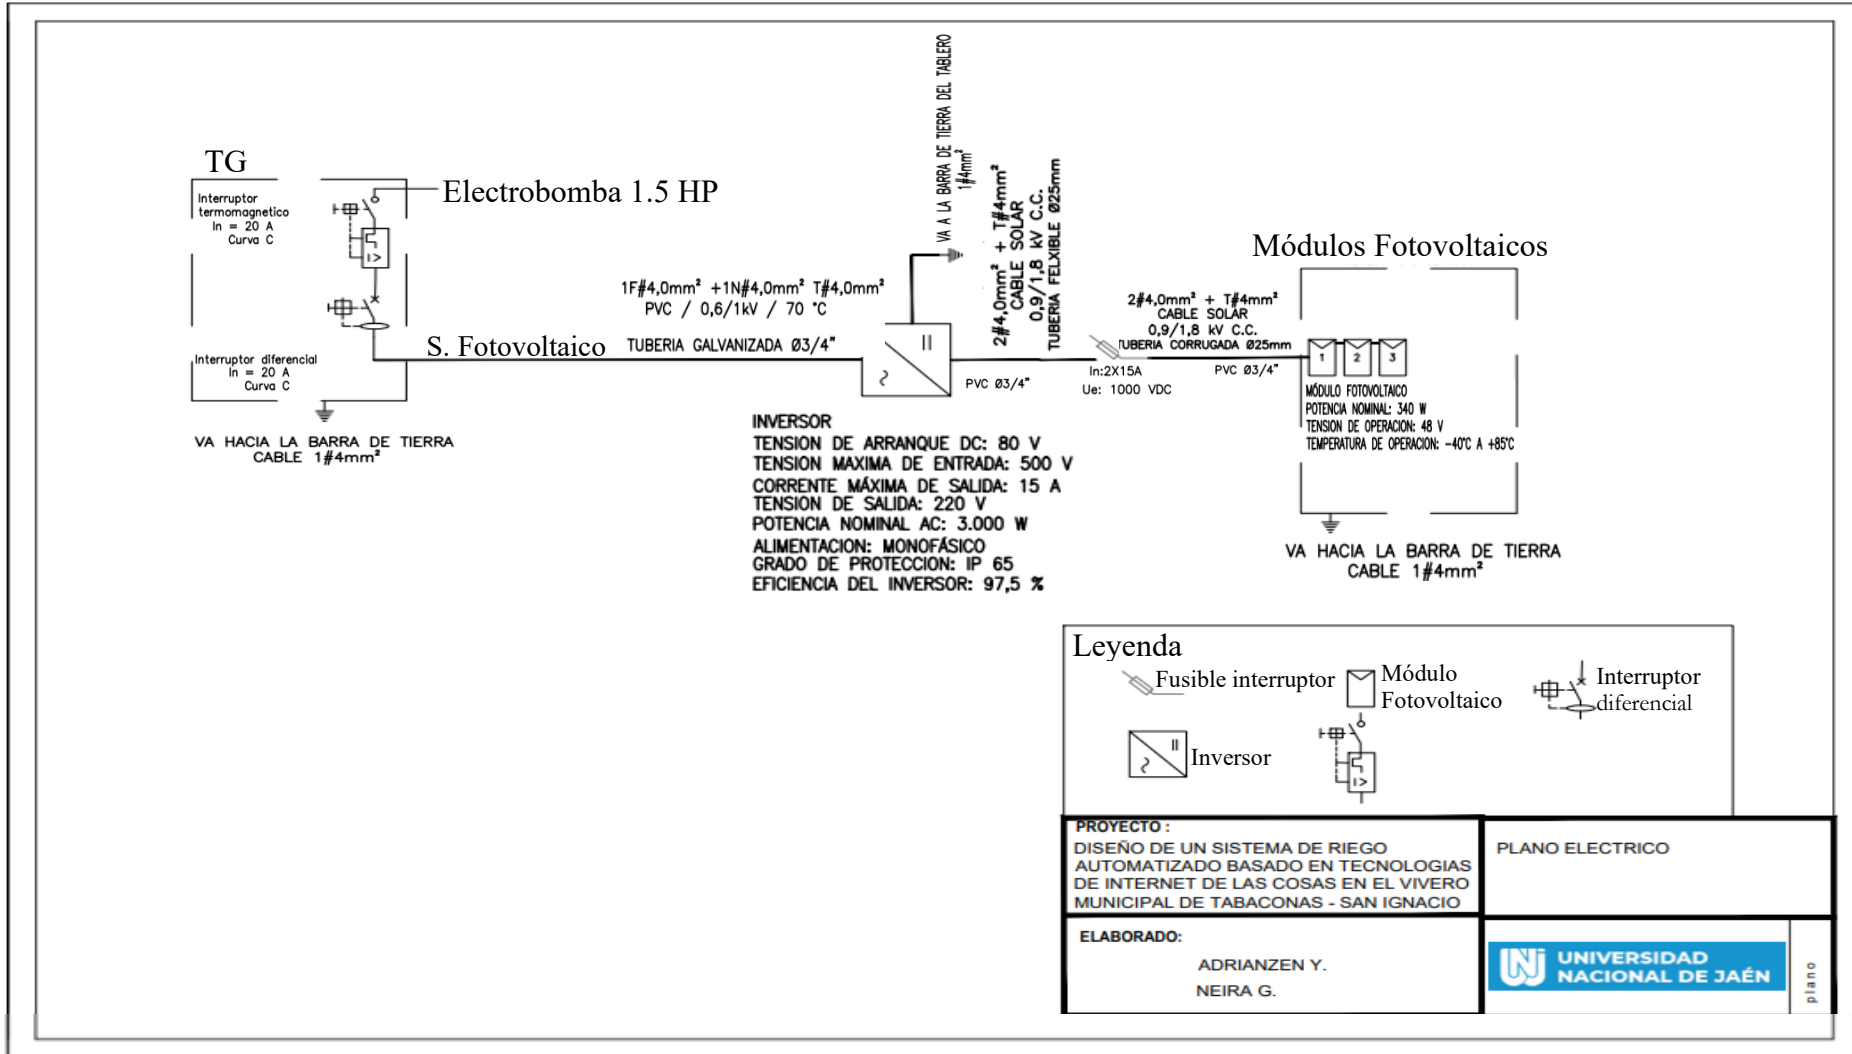 TG
Interruptor
termomagnetico
In = 20 A
Curva C
Electrobomba 1.5 HP
Interruptor diferencial
In = 20 A
Curva C
VA HACIA LA BARRA DE TIERRA
CABLE 1#4mm²
S. Fotovoltaico
1F#4,0mm² +1N#4,0mm² T#4,0mm²
PVC / 0,6/1kV / 70 °C
TUBERIA GALVANIZADA Ø3/4"
VA A LA BARRA DE TIERRA DEL TABLERO
1#4mm²
2#4,0mm² + T#4mm²
CABLE SOLAR
0,9/1,8 kV C.C.
TUBERIA FELXIBLE Ø25mm
PVC Ø3/4"
INVERSOR
TENSION DE ARRANQUE DC: 80 V
TENSION MAXIMA DE ENTRADA: 500 V
CORRENTE MÁXIMA DE SALIDA: 15 A
TENSION DE SALIDA: 220 V
POTENCIA NOMINAL AC: 3.000 W
ALIMENTACION: MONOFÁSICO
GRADO DE PROTECCION: IP 65
EFICIENCIA DEL INVERSOR: 97,5 %
2#4,0mm² + T#4mm²
CABLE SOLAR
0,9/1,8 kV C.C.
TUBERIA CORRUGADA Ø25mm
In:2X15A
Ue: 1000 VDC
PVC Ø3/4"
Módulos Fotovoltaicos
1 2 3
MÓDULO FOTOVOLTAICO
POTENCIA NOMINAL: 340 W
TENSION DE OPERACION: 48 V
TEMPERATURA DE OPERACION: -40°C A +85°C
VA HACIA LA BARRA DE TIERRA
CABLE 1#4mm²
Leyenda
Fusible interruptor
Módulo
Fotovoltaico
Interruptor
diferencial
Inversor
PROYECTO :
DISEÑO DE UN SISTEMA DE RIEGO
AUTOMATIZADO BASADO EN TECNOLOGIAS
DE INTERNET DE LAS COSAS EN EL VIVERO
MUNICIPAL DE TABACONAS - SAN IGNACIO
PLANO ELECTRICO
ELABORADO:
ADRIANZEN Y.
NEIRA G.
UNJ
UNIVERSIDAD
NACIONAL DE JAÉN
plano